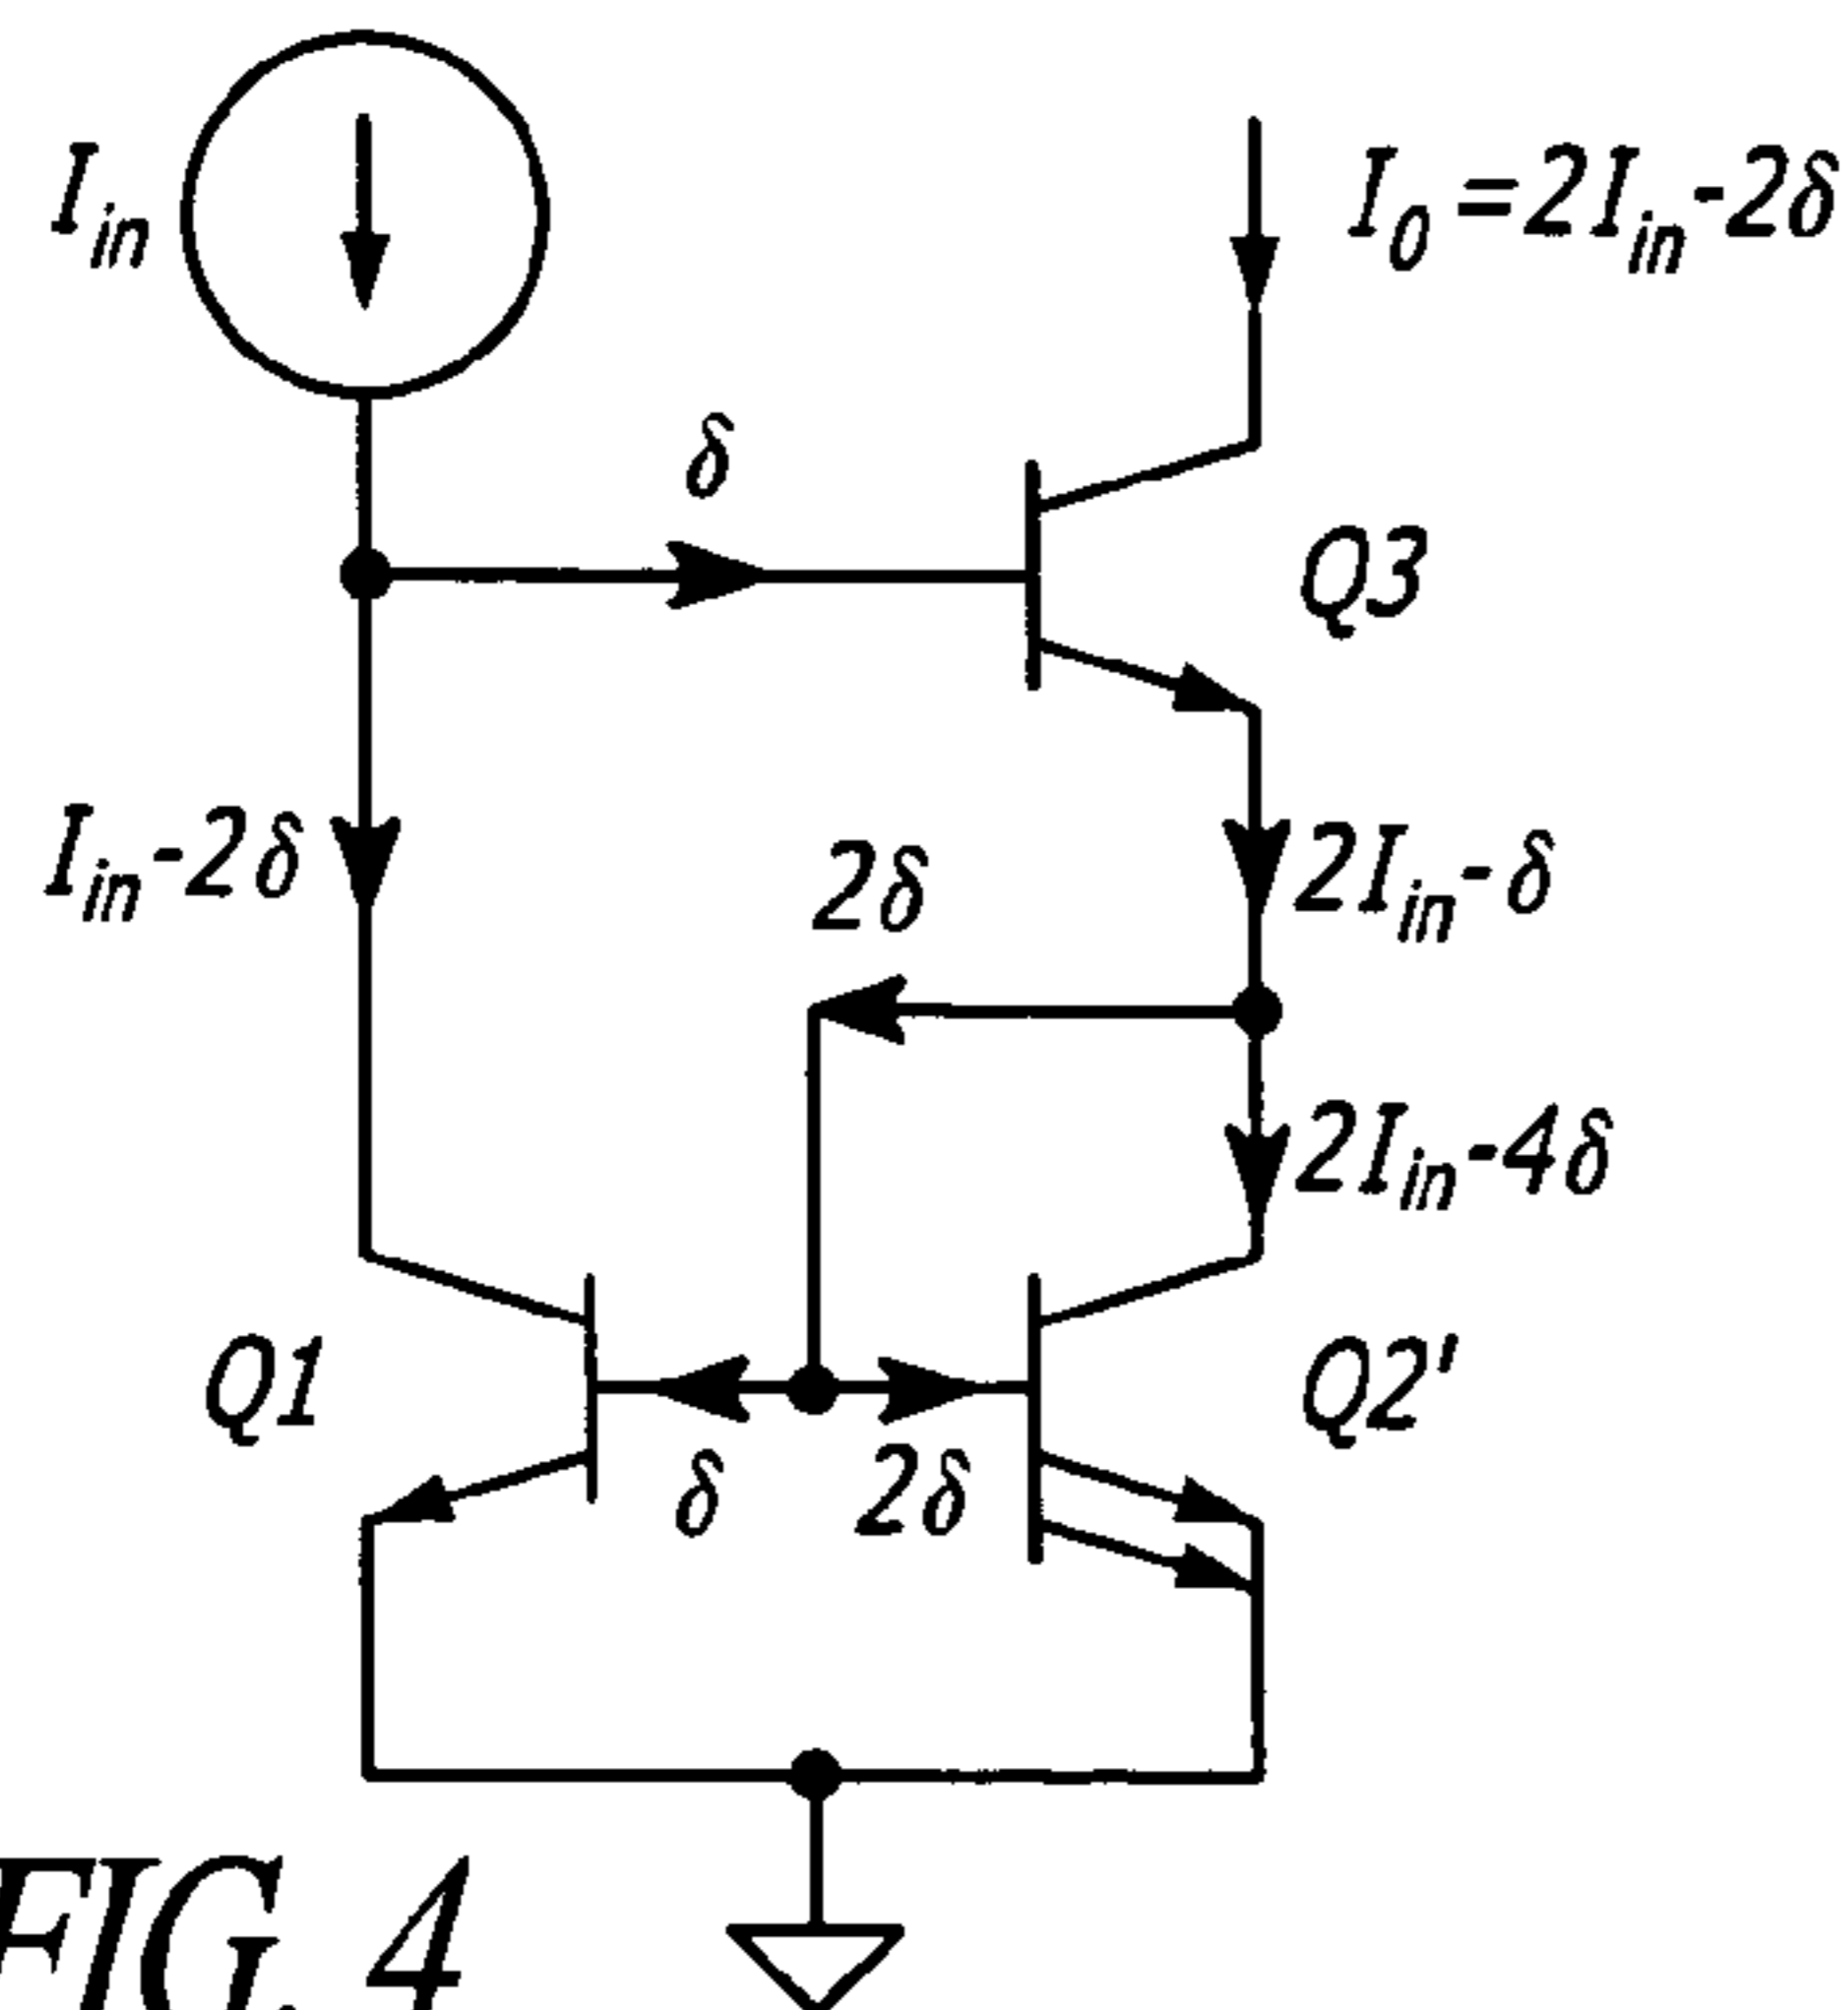 I_in
I_0=2I_in-2δ
δ
Q3
I_in-2δ
2δ
2I_in-δ
2I_in-4δ
Q1
Q2'
δ
2δ
FIG. 4